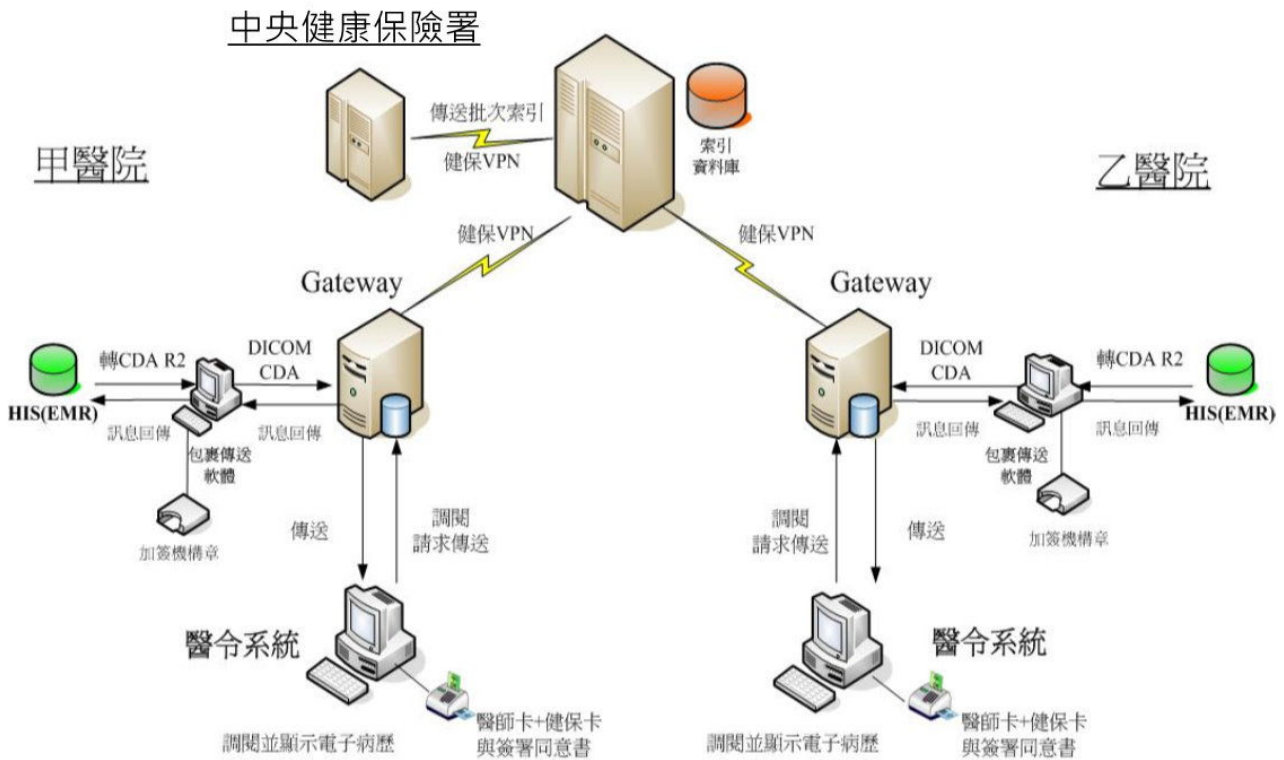 中央健康保險署
傳送批次索引
健保VPN
索引
資料庫
甲醫院
乙醫院
健保VPN
健保VPN
Gateway
Gateway
轉CDA R2
DICOM
CDA
HIS(EMR)
訊息回傳
訊息回傳
包裹傳送
軟體
加簽機構章
DICOM
CDA
轉CDA R2
HIS(EMR)
訊息回傳
訊息回傳
包裹傳送
軟體
加簽機構章
傳送
調閱
請求傳送
調閱
請求傳送
傳送
醫令系統
醫師卡+健保卡
與簽署同意書
調閱並顯示電子病歷
醫令系統
醫師卡+健保卡
與簽署同意書
調閱並顯示電子病歷